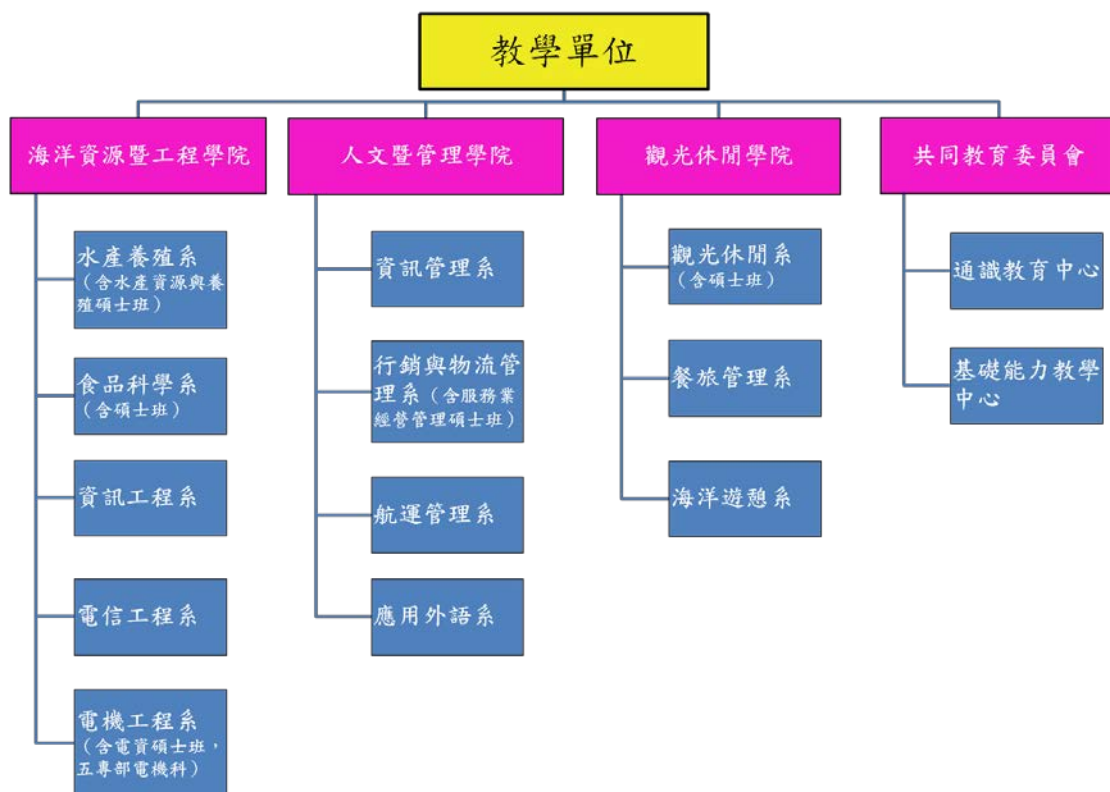 教學單位
海洋資源暨工程學院
水產養殖系
（含水產資源與養
殖碩士班）
食品科學系
（含碩士班）
資訊工程系
電信工程系
電機工程系
（含電資碩士班，
五專部電機科）
人文暨管理學院
資訊管理系
行銷與物流管
理系（含服務業
經營管理碩士班）
航運管理系
應用外語系
觀光休閒學院
觀光休閒系
（含碩士班）
餐旅管理系
海洋遊憩系
共同教育委員會
通識教育中心
基礎能力教學
中心